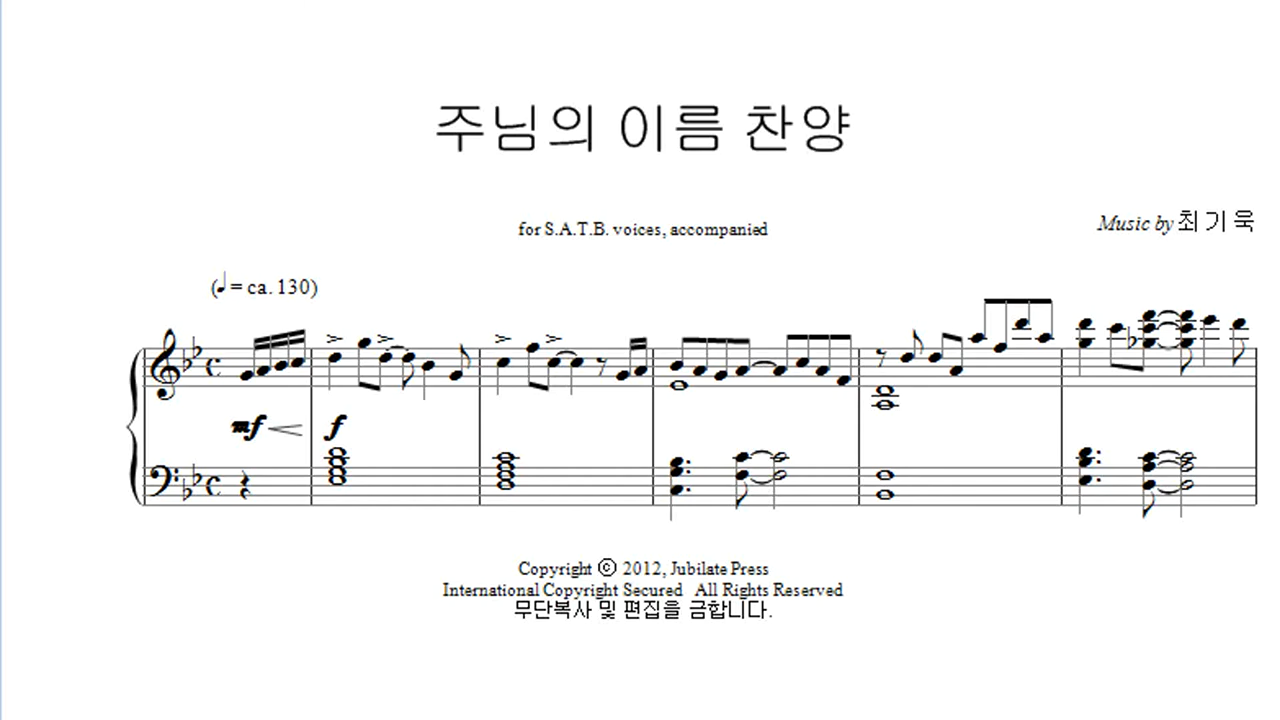 주님의 이름 찬양
for S.A.T.B. voices, accompanied
Music by 최 기 욱
(♩= ca. 130)
mf
f
Copyright © 2012, Jubilate Press
International Copyright Secured All Rights Reserved
무단복사 및 편집을 금합니다.